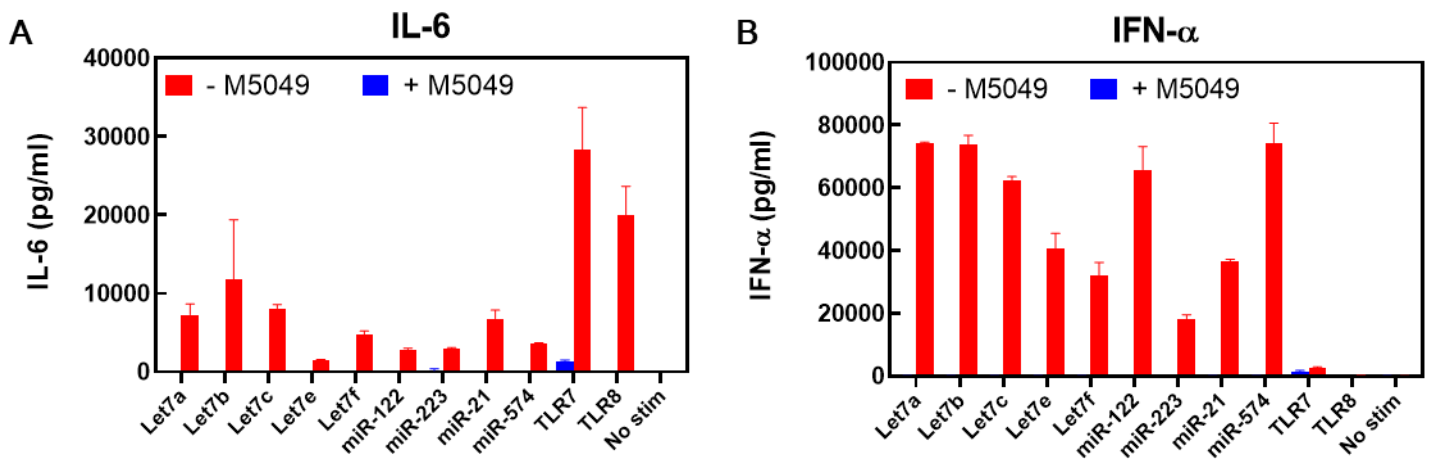 A
IL-6
IL-6 (pg/ml)
40000
30000
20000
10000
0
- M5049
+ M5049
Let7a
Let7b
Let7c
Let7e
Let7f
miR-122
miR-223
miR-21
miR-574
TLR7
TLR8
No stim
B
IFN-α
IFN-α (pg/ml)
100000
80000
60000
40000
20000
0
- M5049
+ M5049
Let7a
Let7b
Let7c
Let7e
Let7f
miR-122
miR-223
miR-21
miR-574
TLR7
TLR8
No stim